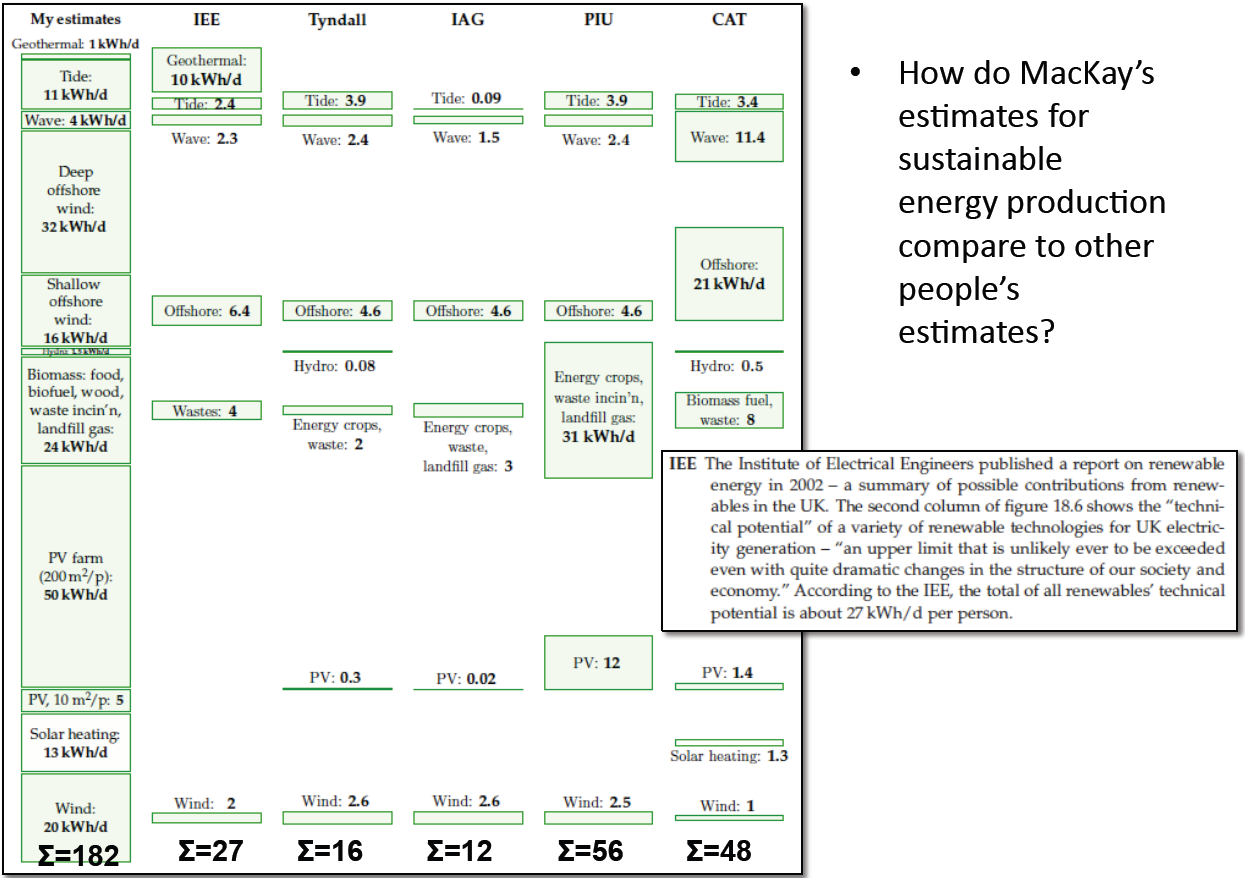 My estimates
IEE
Tyndall
IAG
PIU
CAT
Geothermal: 1 kWh/d
Tide:
11 kWh/d
Wave: 4 kWh/d
Deep
offshore
wind:
32 kWh/d
Shallow
offshore
wind:
16 kWh/d
Hydro: 1.5 kWh/d
Biomass: food,
biofuel, wood,
waste incin’n,
landfill gas:
24 kWh/d
PV farm
(200 m²/p):
50 kWh/d
PV, 10 m²/p: 5
Solar heating:
13 kWh/d
Wind:
20 kWh/d
Σ=182
Geothermal:
10 kWh/d
Tide: 2.4
Wave: 2.3
Offshore: 6.4
Wastes: 4
Wind: 2
Σ=27
Tide: 3.9
Wave: 2.4
Offshore: 4.6
Hydro: 0.08
Energy crops,
waste: 2
PV: 0.3
Wind: 2.6
Σ=16
Tide: 0.09
Wave: 1.5
Offshore: 4.6
Energy crops,
waste,
landfill gas: 3
PV: 0.02
Wind: 2.6
Σ=12
Tide: 3.9
Wave: 2.4
Offshore: 4.6
Energy crops,
waste incin’n,
landfill gas:
31 kWh/d
PV: 12
Wind: 2.5
Σ=56
Tide: 3.4
Wave: 11.4
Offshore:
21 kWh/d
Hydro: 0.5
Biomass fuel,
waste: 8
PV: 1.4
Solar heating: 1.3
Wind: 1
Σ=48
• How do MacKay’s
estimates for
sustainable
energy production
compare to other
people’s
estimates?
IEE The Institute of Electrical Engineers published a report on renewable
energy in 2002 – a summary of possible contributions from renew-
ables in the UK. The second column of figure 18.6 shows the “techni-
cal potential” of a variety of renewable technologies for UK electric-
ity generation – “an upper limit that is unlikely ever to be exceeded
even with quite dramatic changes in the structure of our society and
economy.” According to the IEE, the total of all renewables’ technical
potential is about 27 kWh/d per person.